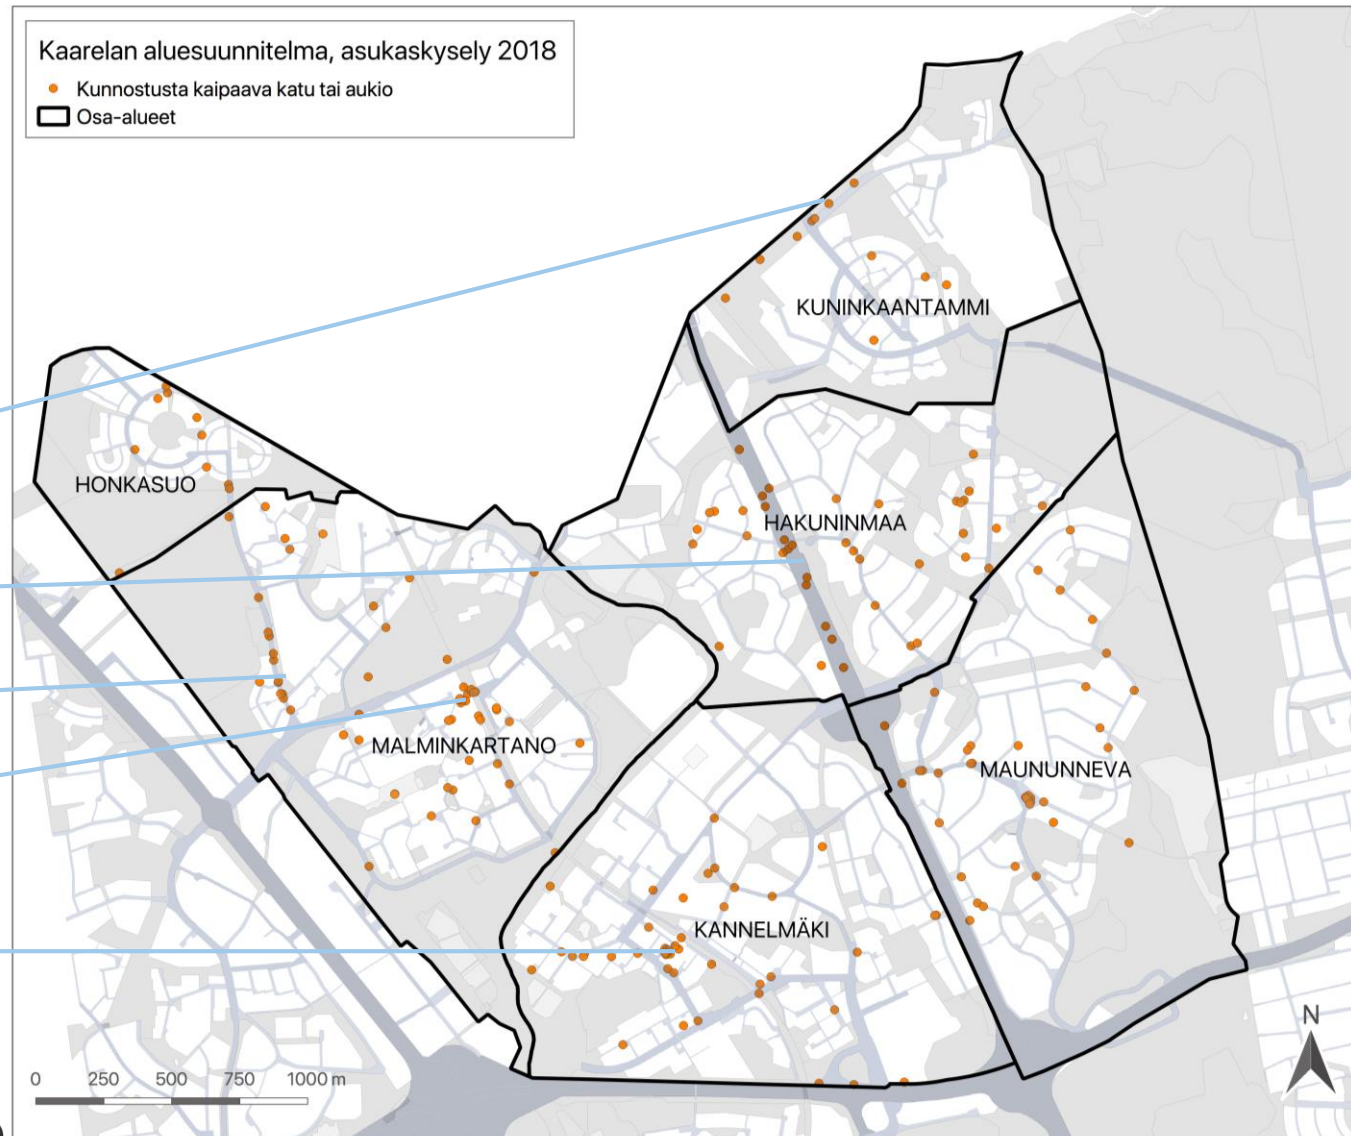 Kaarelan aluesuunnitelma, asukaskysely 2018
Kunnostusta kaipaava katu tai aukio
Osa-alueet
KUNINKAANTAMMI
HONKASUO
HAKUNINMAA
MALMINKARTANO
MAUNUNNEVA
KANNELMÄKI
N
0 250 500 750 1000 m